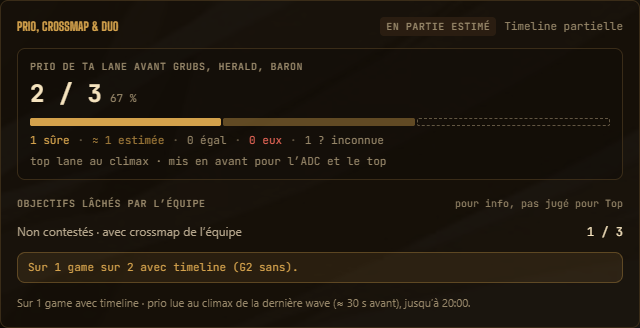 PRIO, CROSSMAP & DUO
EN PARTIE ESTIMÉ Timeline partielle
PRIO DE TA LANE AVANT GRUBS, HERALD, BARON
2 / 3 67 %
1 sûre · ≈ 1 estimée · 0 égal · 0 eux · 1 ? inconnue
top lane au climax · mis en avant pour l’ADC et le top
OBJECTIFS LÂCHÉS PAR L’ÉQUIPE pour info, pas jugé pour Top
Non contestés · avec crossmap de l’équipe 1 / 3
Sur 1 game sur 2 avec timeline (G2 sans).
Sur 1 game avec timeline · prio lue au climax de la dernière wave (≈ 30 s avant), jusqu’à 20:00.